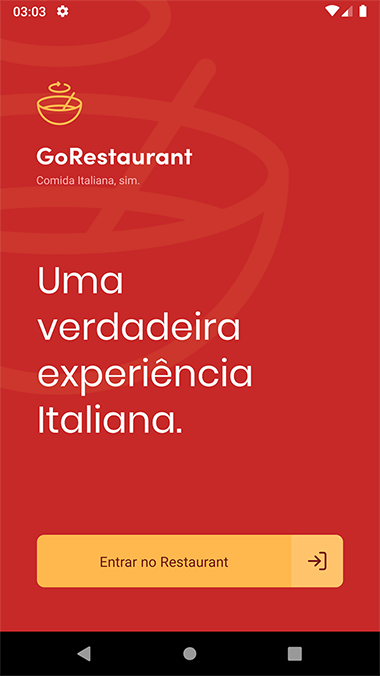 03:03
GoRestaurant
Comida Italiana, sim.
Uma
verdadeira
experiência
Italiana.
Entrar no Restaurant